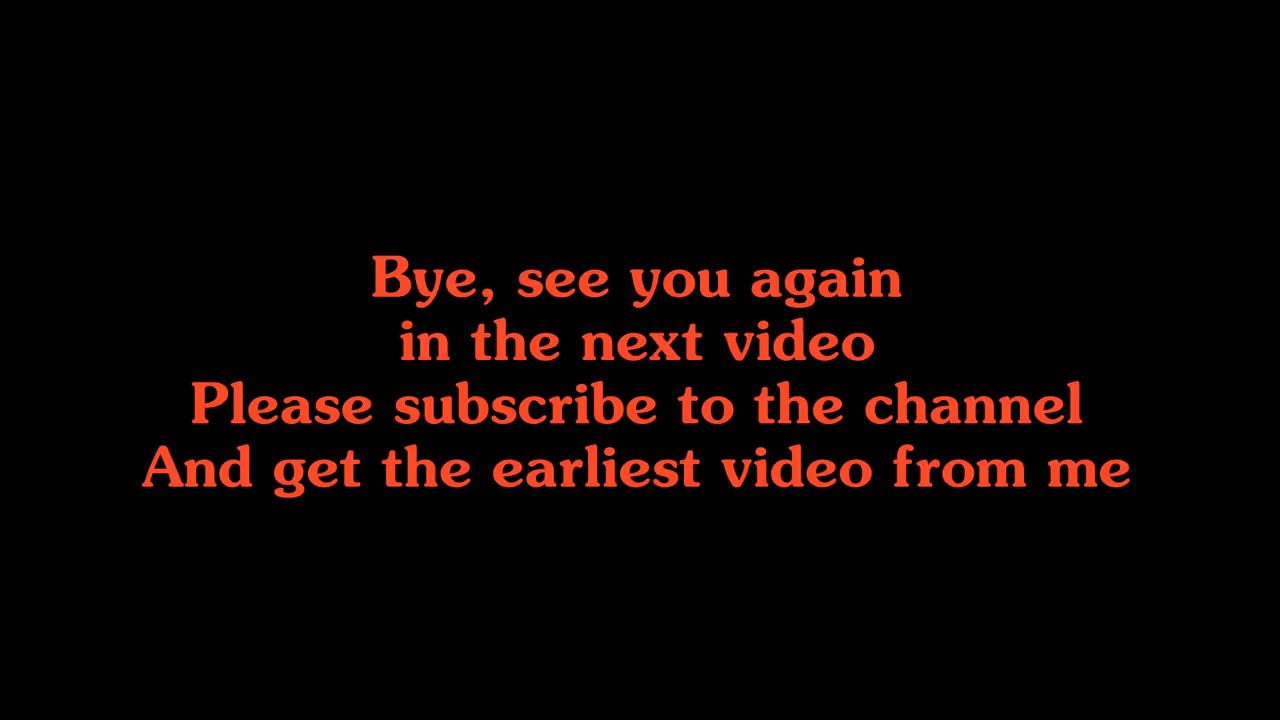 Bye, see you again
in the next video
Please subscribe to the channel
And get the earliest video from me